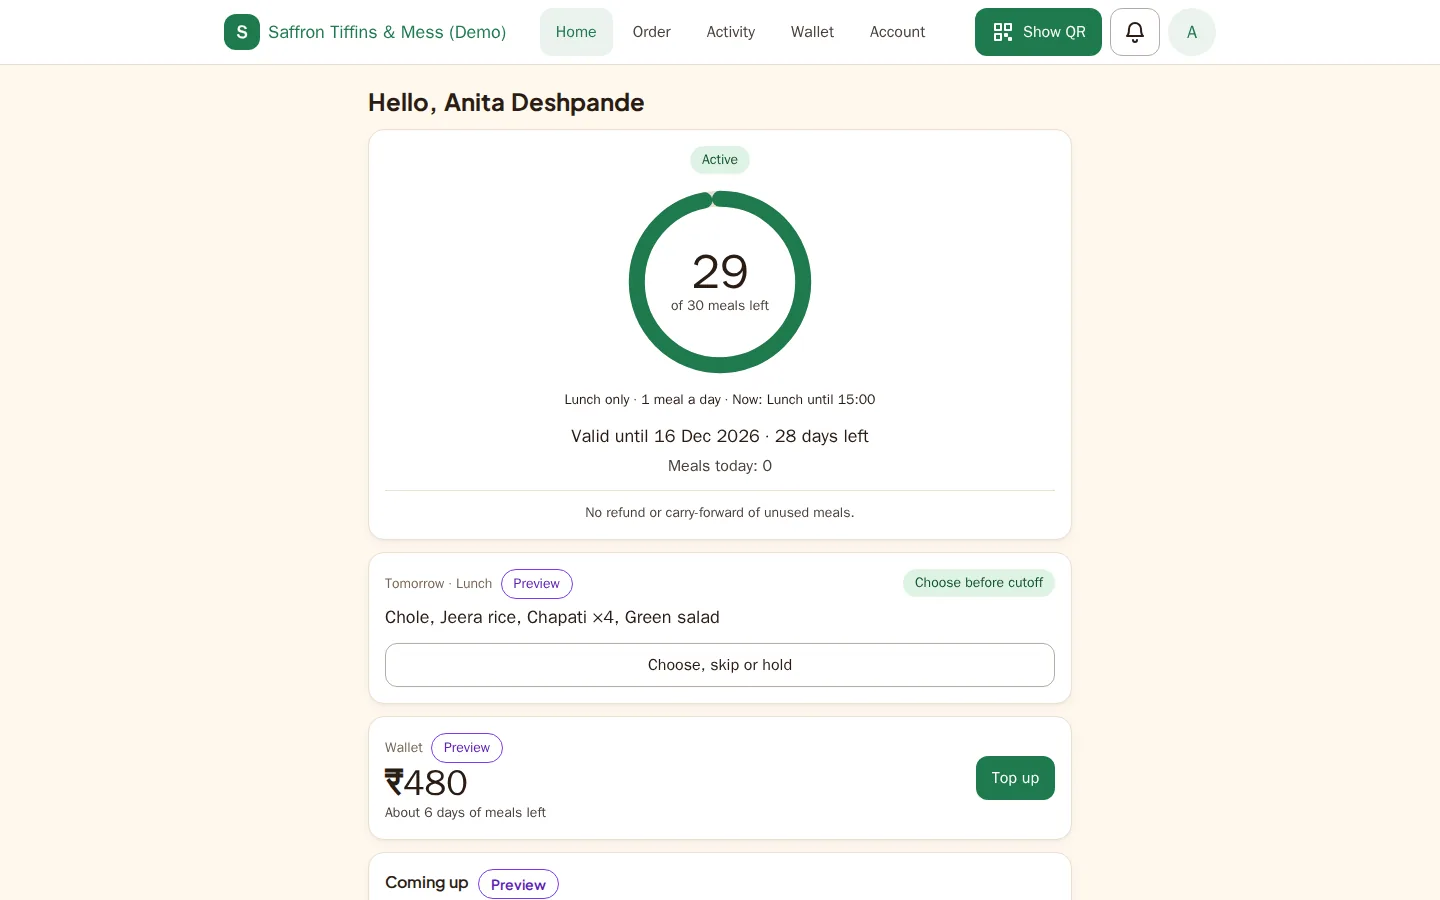 S Saffron Tiffins & Mess (Demo) Home Order Activity Wallet Account Show QR A
Hello, Anita Deshpande
Active
29
of 30 meals left
Lunch only · 1 meal a day · Now: Lunch until 15:00
Valid until 16 Dec 2026 · 28 days left
Meals today: 0
No refund or carry-forward of unused meals.
Tomorrow · Lunch Preview Choose before cutoff
Chole, Jeera rice, Chapati ×4, Green salad
Choose, skip or hold
Wallet Preview
₹480
Top up
About 6 days of meals left
Coming up Preview